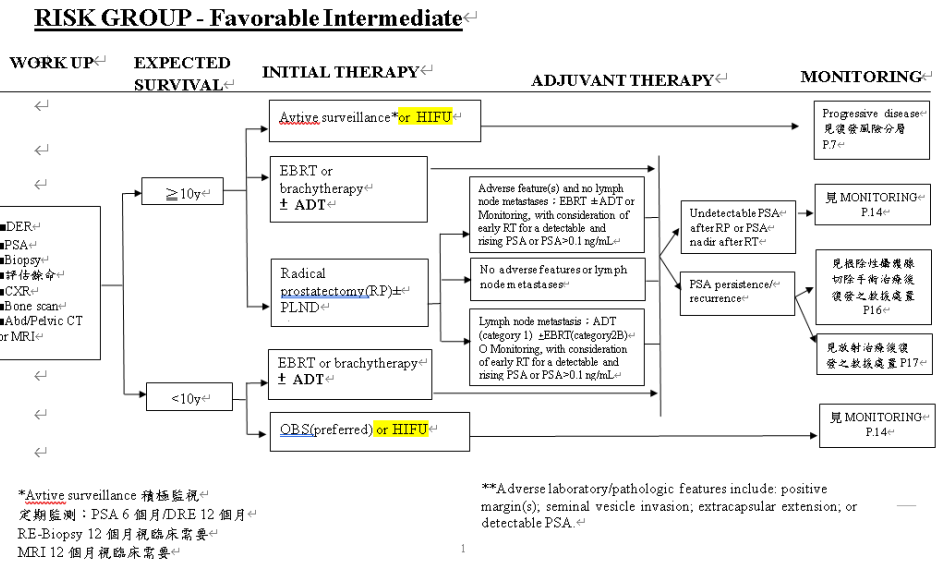 RISK GROUP - Favorable Intermediate
WORK UP
EXPECTED
SURVIVAL
INITIAL THERAPY
ADJUVANT THERAPY
MONITORING
■DER
■PSA
■Biopsy
■評估餘命
■CXR
■Bone scan
■Abd/Pelvic CT
or MRI
≧10y
<10y
Avtive surveillance*or HIFU
EBRT or
brachytherapy
± ADT
Radical
prostatectomy(RP)±
PLND
EBRT or brachytherapy
± ADT
OBS(preferred) or HIFU
Adverse feature(s) and no lymph
node metastases：EBRT ±ADT or
Monitoring, with consideration of
early RT for a detectable and
rising PSA or PSA>0.1 ng/mL
No adverse features or lymph
node metastases
Lymph node metastasis：ADT
(category 1) ±EBRT(category2B)
O Monitoring, with consideration
of early RT for a detectable and
rising PSA or PSA>0.1 ng/mL
Undetectable PSA
after RP or PSA
nadir after RT
PSA persistence/
recurrence
Progressive disease
見復發風險分層
P.7
見 MONITORING
P.14
見根除性攝護腺
切除手術治療後
復發之救援處置
P16
見放射治療後復
發之救援處置 P17
見 MONITORING
P.14
*Avtive surveillance 積極監視
定期監測：PSA 6 個月/DRE 12 個月
RE-Biopsy 12 個月視臨床需要
MRI 12 個月視臨床需要
**Adverse laboratory/pathologic features include: positive
margin(s); seminal vesicle invasion; extracapsular extension; or
detectable PSA.
1